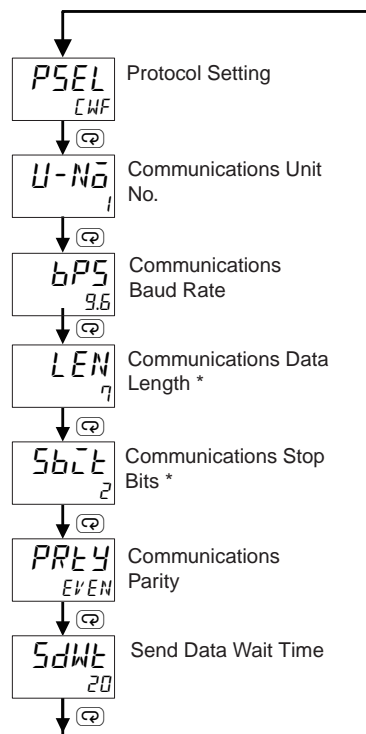 PSEL
CWF
Protocol Setting
U-No
1
Communications Unit
No.
bPS
9.6
Communications
Baud Rate
LEN
7
Communications Data
Length *
SbiT
2
Communications Stop
Bits *
PRtY
EVEN
Communications
Parity
SdWt
20
Send Data Wait Time